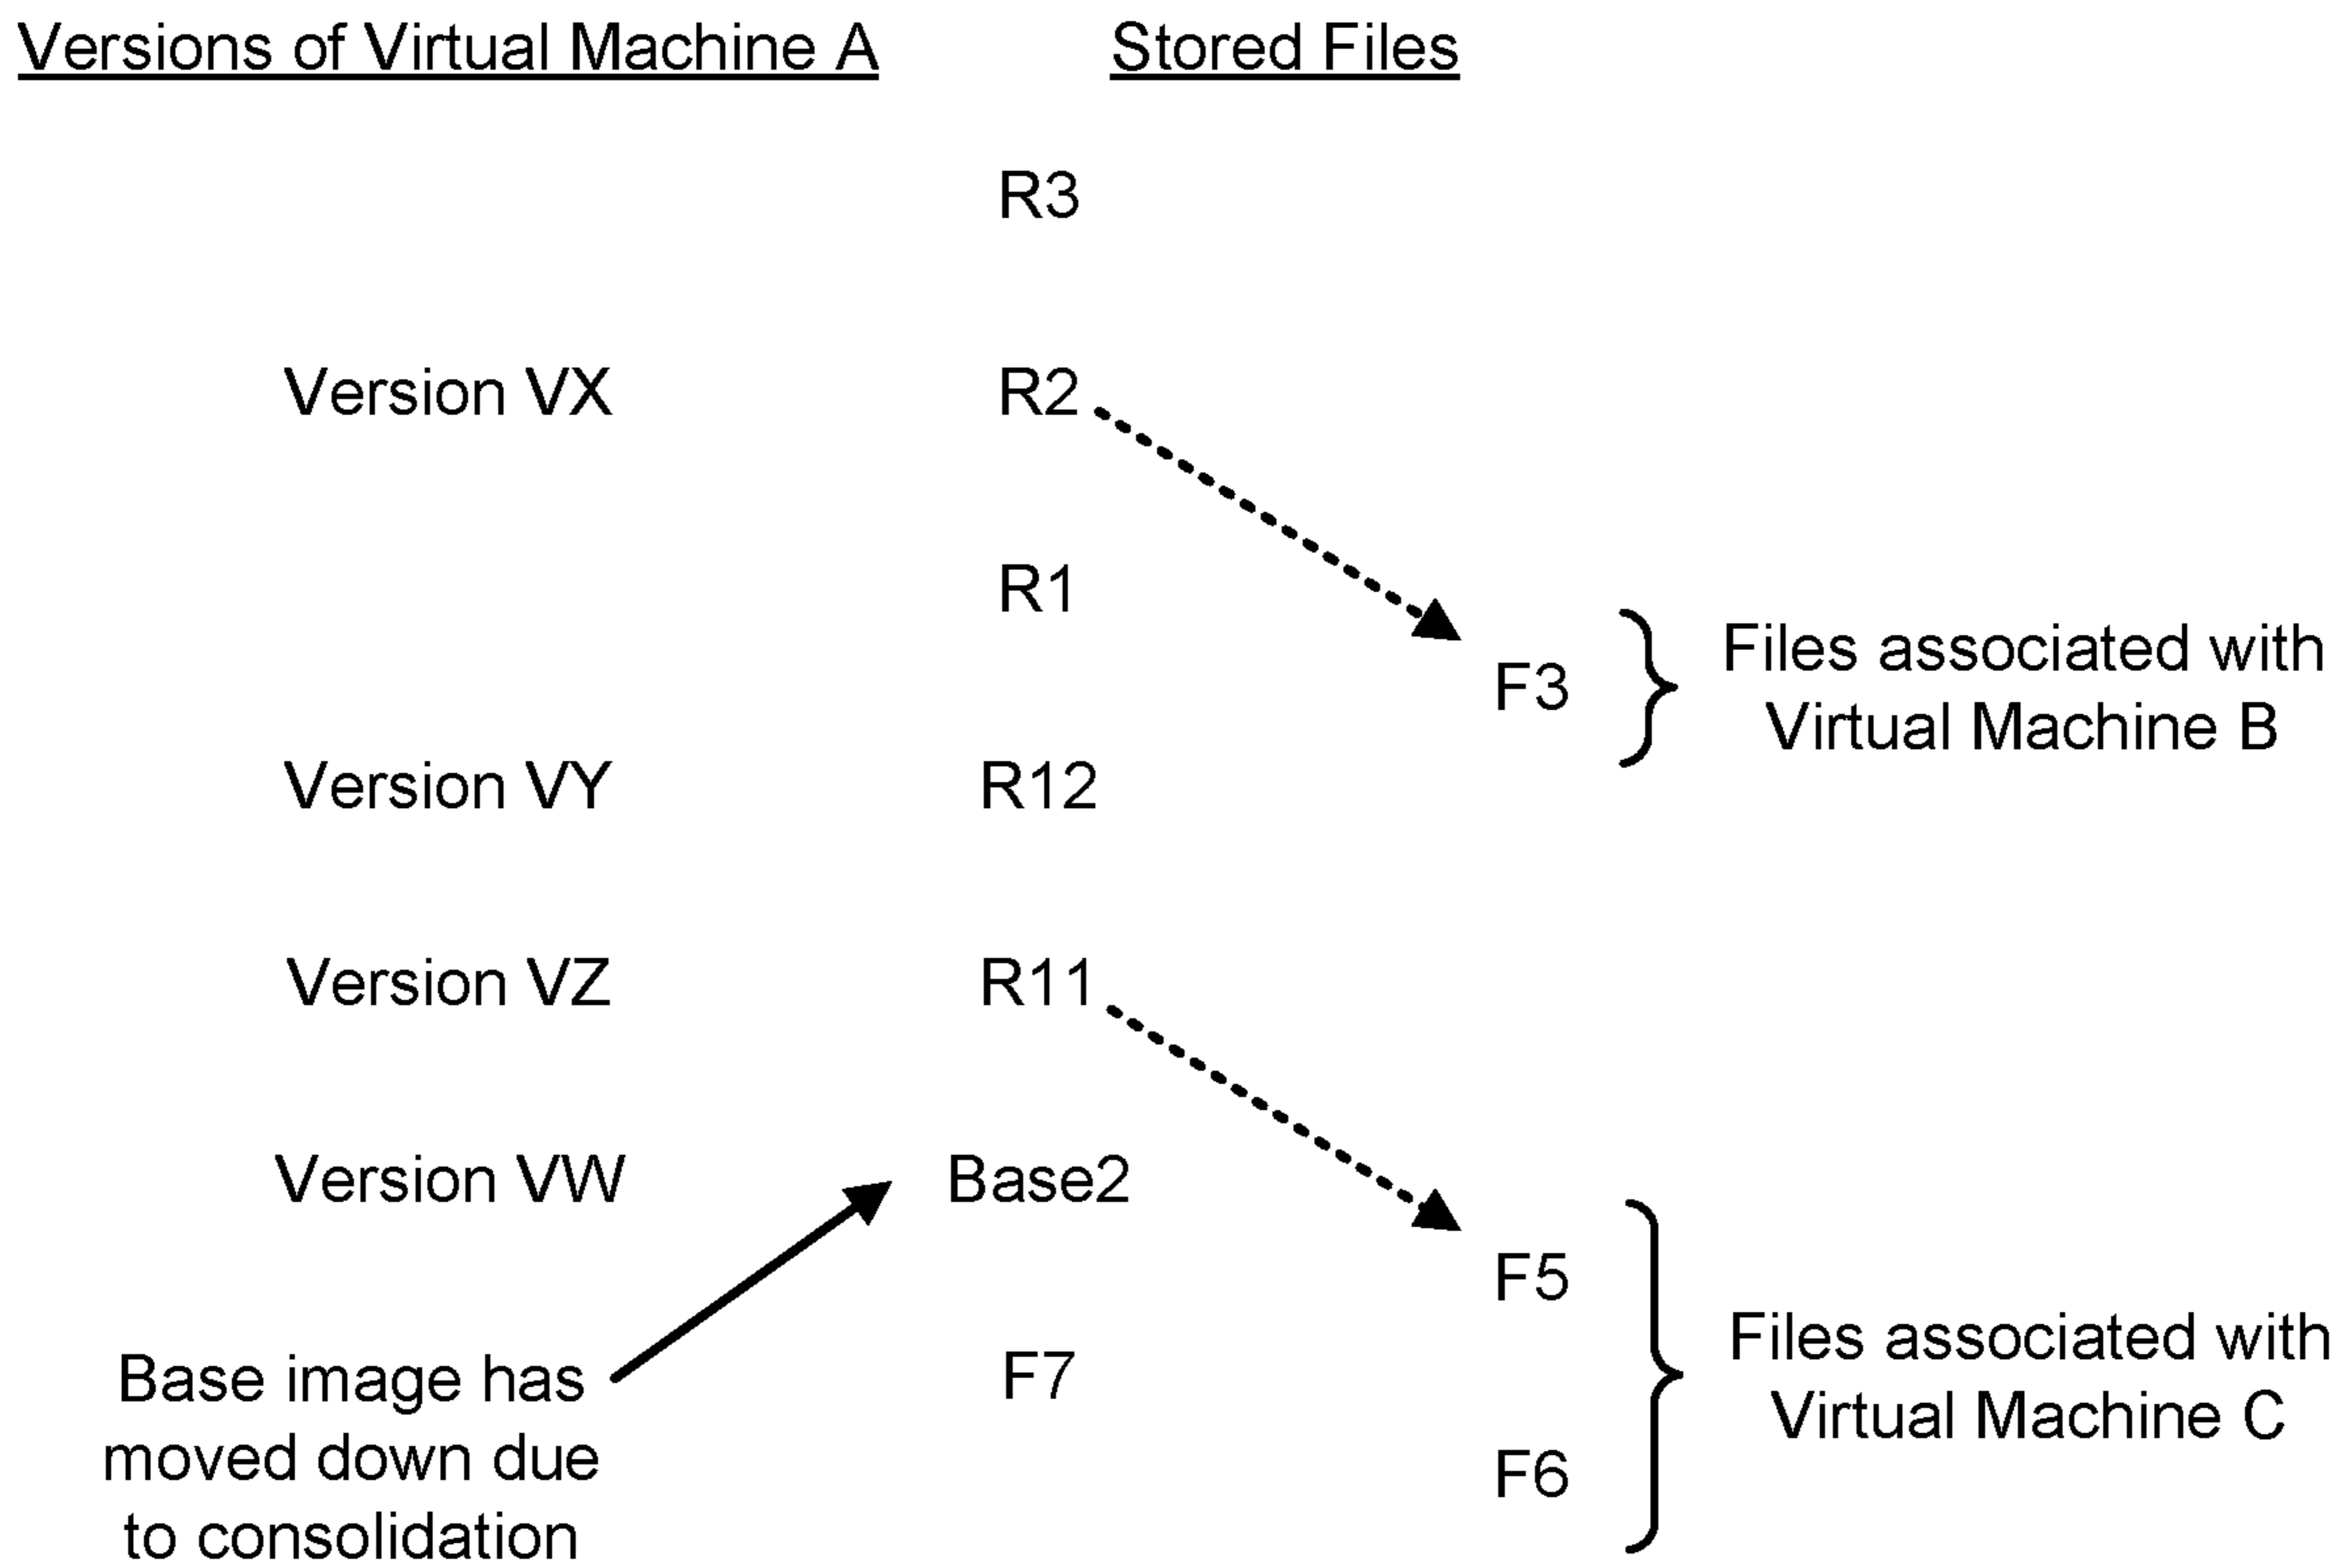 Versions of Virtual Machine A
Stored Files
R3
Version VX
R2
R1
F3
Files associated with
Virtual Machine B
Version VY
R12
Version VZ
R11
Version VW
Base2
F5
Base image has
moved down due
to consolidation
F7
F6
Files associated with
Virtual Machine C